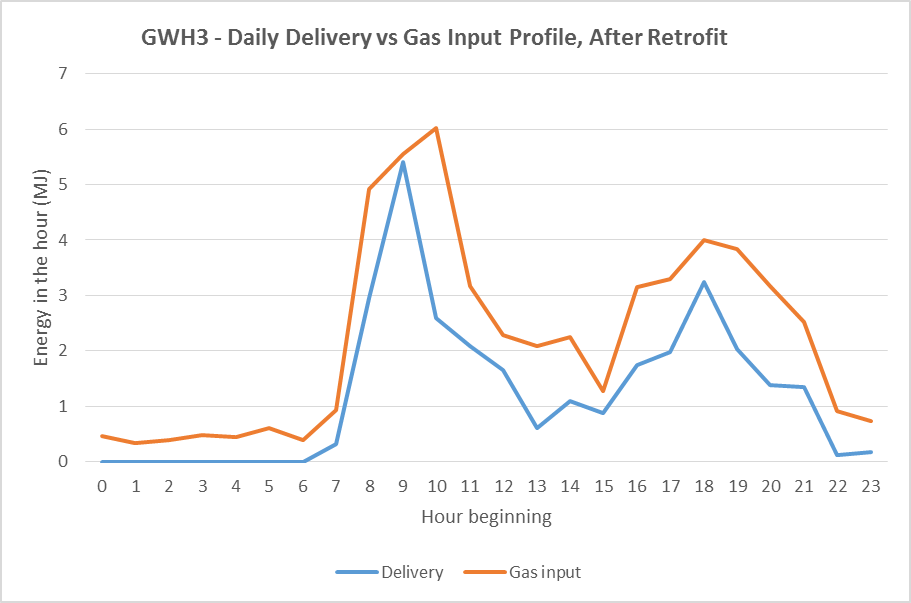 GWH3 - Daily Delivery vs Gas Input Profile, After Retrofit
7
6
5
4
3
2
1
0
Energy in the hour (MJ)
0 1 2 3 4 5 6 7 8 9 10 11 12 13 14 15 16 17 18 19 20 21 22 23
Hour beginning
Delivery Gas input